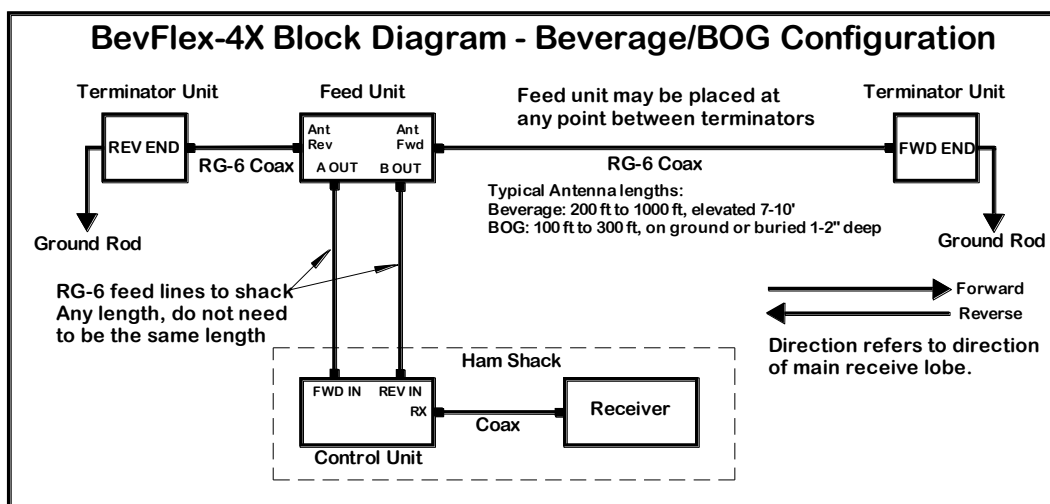 BevFlex-4X Block Diagram - Beverage/BOG Configuration
Terminator Unit
Feed Unit
Feed unit may be placed at
any point between terminators
Terminator Unit
REV END
Ant
Rev
Ant
Fwd
A OUT
B OUT
FWD END
RG-6 Coax
RG-6 Coax
Typical Antenna lengths:
Beverage: 200 ft to 1000 ft, elevated 7-10'
BOG: 100 ft to 300 ft, on ground or buried 1-2" deep
Ground Rod
Ground Rod
RG-6 feed lines to shack
Any length, do not need
to be the same length
Forward
Reverse
Direction refers to direction
of main receive lobe.
Ham Shack
FWD IN
REV IN
RX
Coax
Receiver
Control Unit